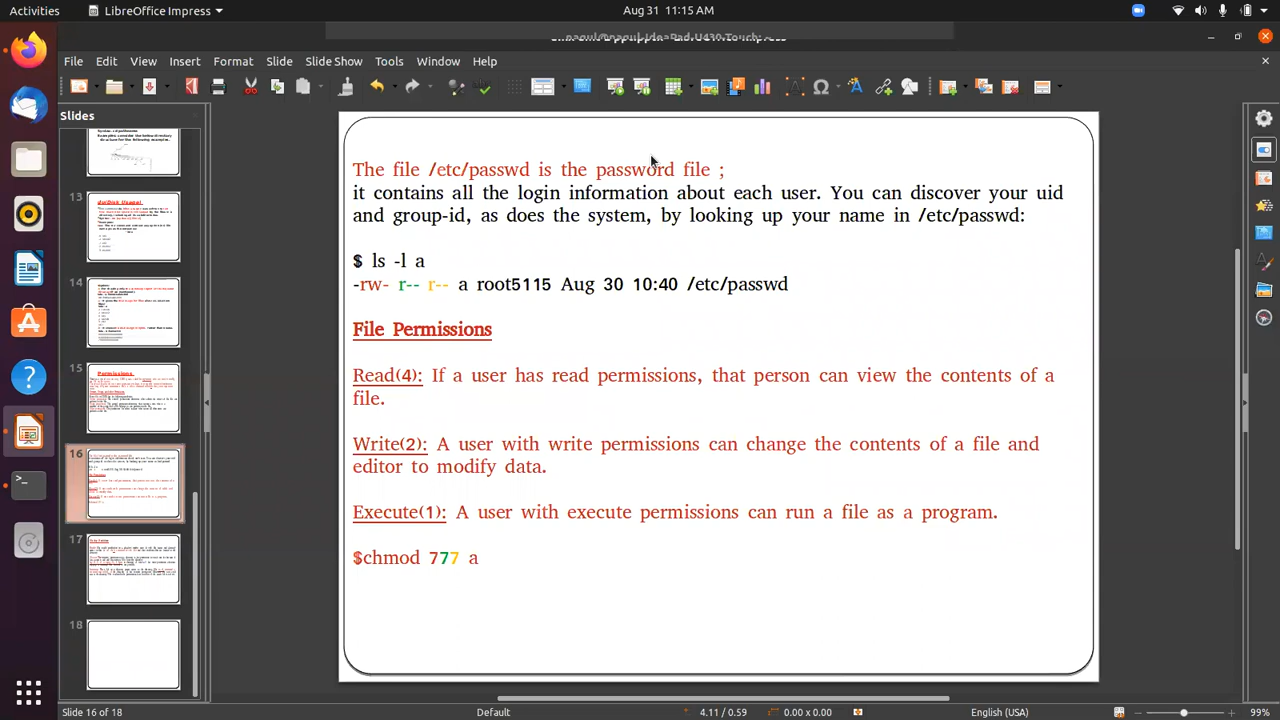 Activities
LibreOffice Impress
Aug 31 11:15 AM
File Edit View Insert Format Slide Slide Show Tools Window Help
Slides
The file /etc/passwd is the password file ;
it contains all the login information about each user. You can discover your uid
and group-id, as does the system, by looking up your name in /etc/passwd:
$ ls -l a
-rw- r-- r-- a root5115 Aug 30 10:40 /etc/passwd
File Permissions
Read(4): If a user has read permissions, that person can view the contents of a
file.
Write(2): A user with write permissions can change the contents of a file and
editor to modify data.
Execute(1): A user with execute permissions can run a file as a program.
$chmod 777 a
13
14
15
Permissions
16
17
18
Slide 16 of 18
Default
4.11 / 0.59
0.00 x 0.00
English (USA)
99%